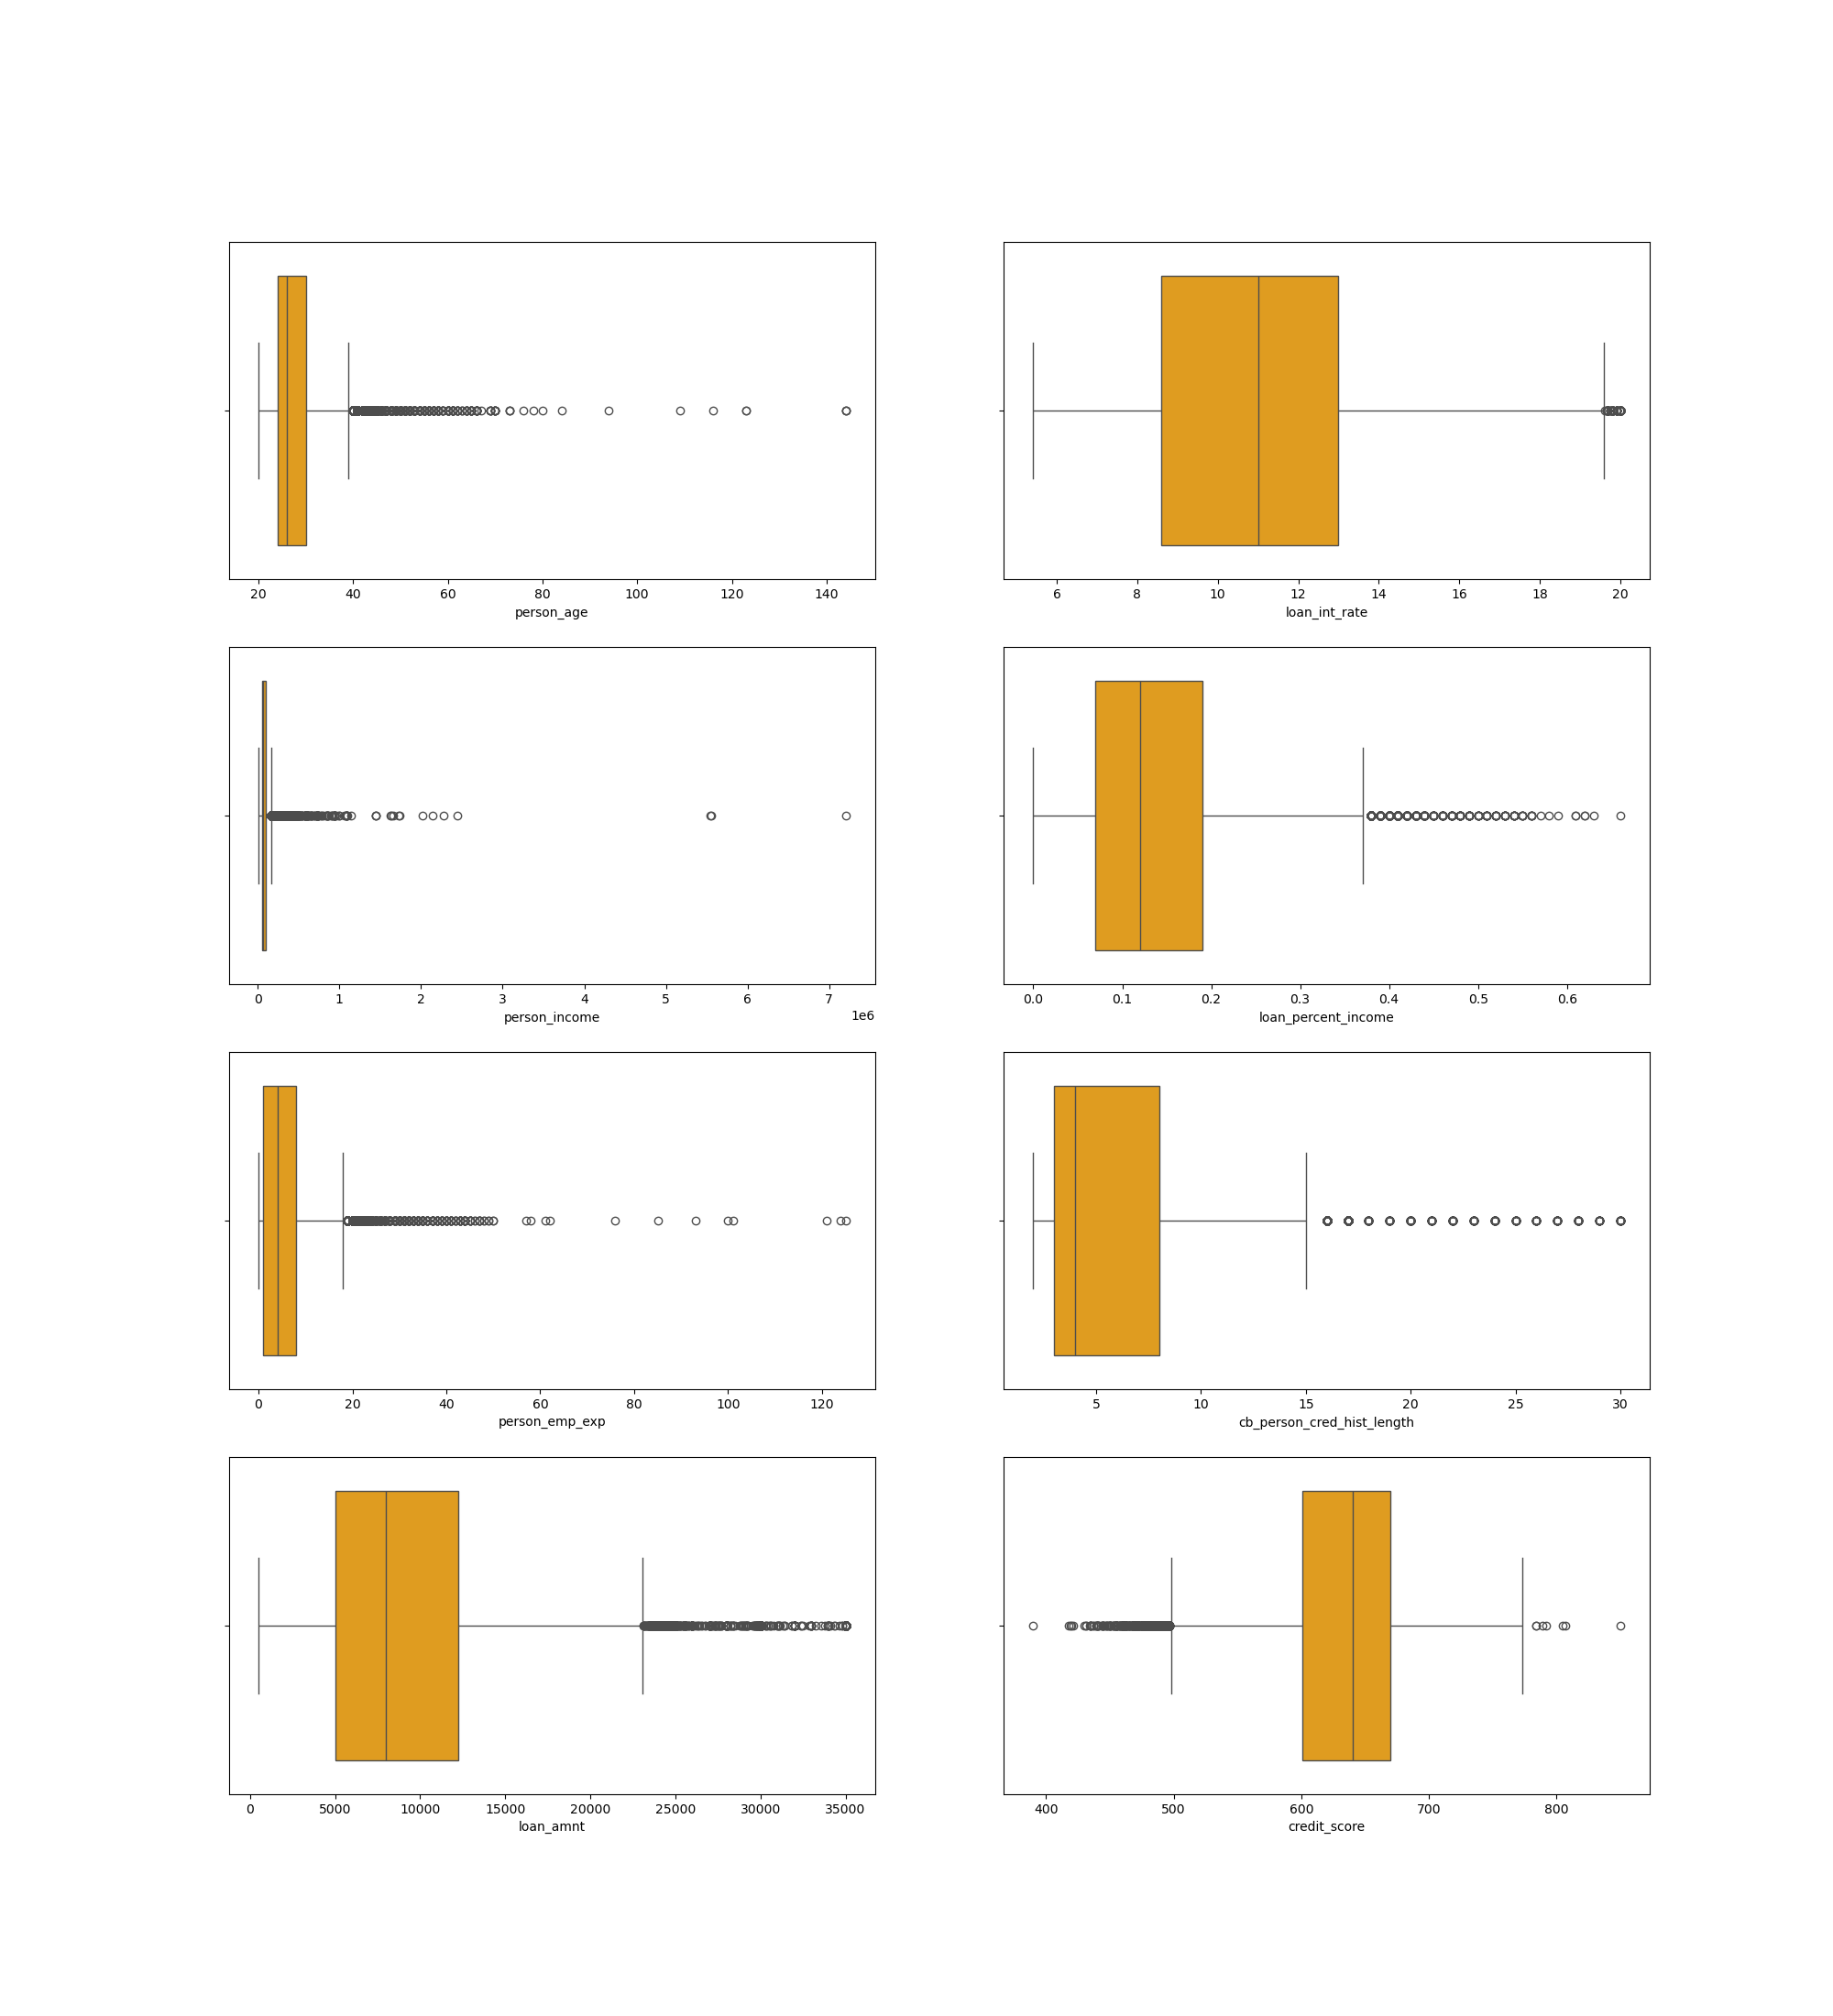 20 40 60 80 100 120 140
person_age
6 8 10 12 14 16 18 20
loan_int_rate
0 1 2 3 4 5 6 7
1e6
person_income
0.0 0.1 0.2 0.3 0.4 0.5 0.6
loan_percent_income
0 20 40 60 80 100 120
person_emp_exp
5 10 15 20 25 30
cb_person_cred_hist_length
0 5000 10000 15000 20000 25000 30000 35000
loan_amnt
400 500 600 700 800
credit_score